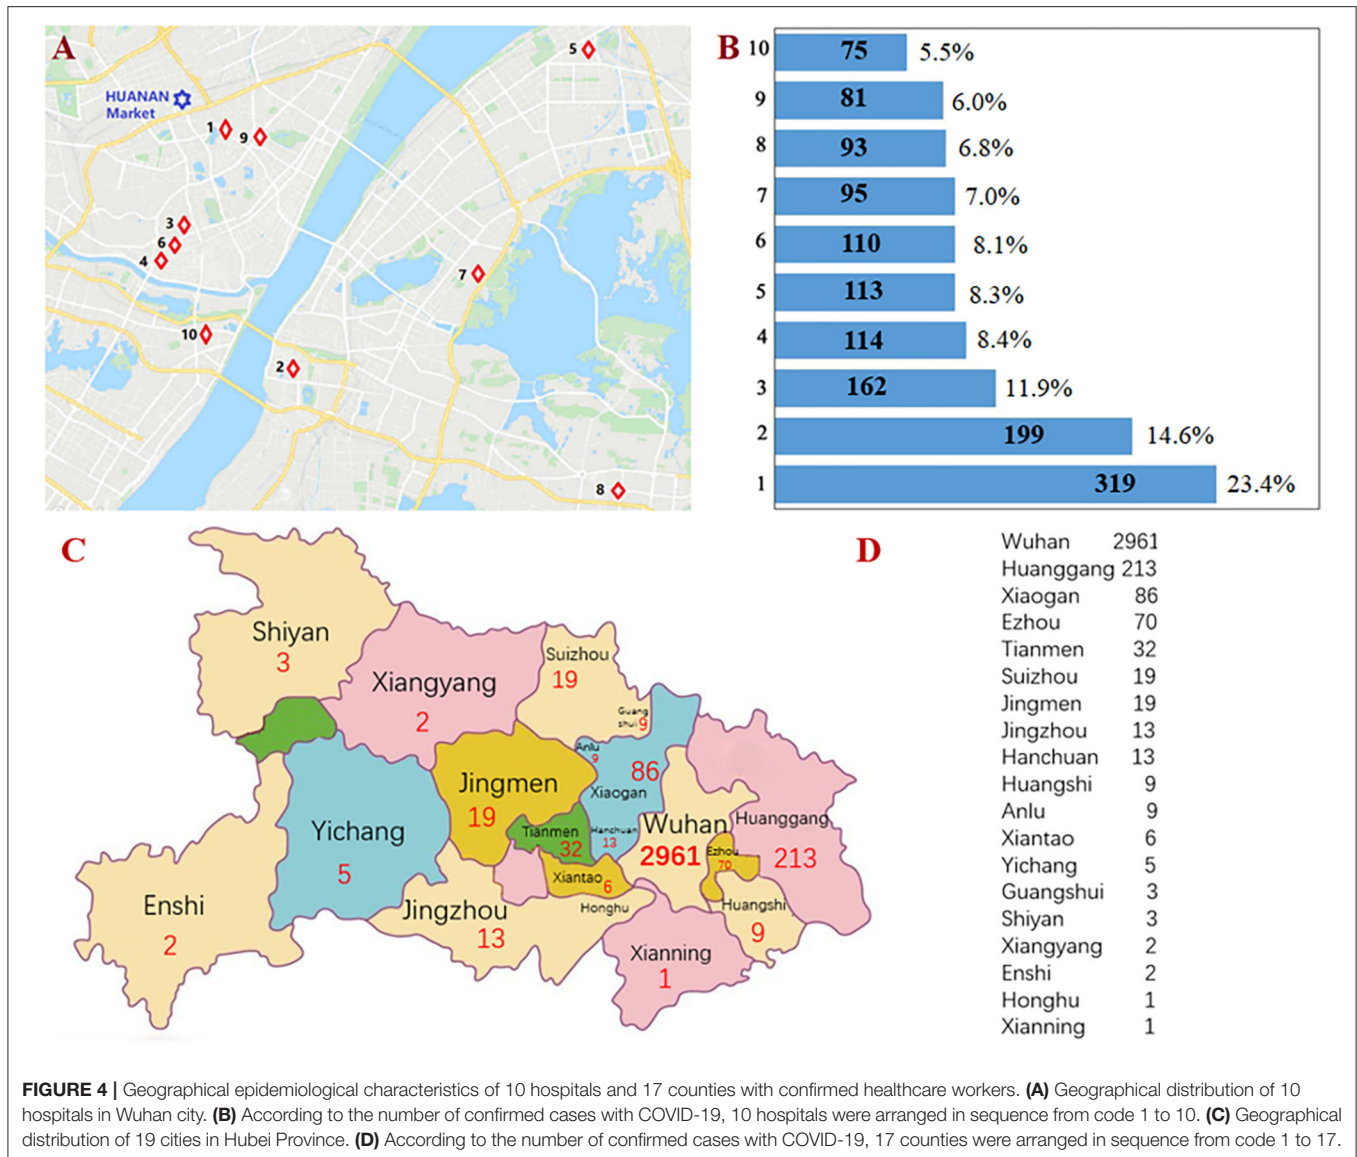 A
HUANAN
Market
1
9
5
3
6
4
7
10
2
8
B
10 75 5.5%
9 81 6.0%
8 93 6.8%
7 95 7.0%
6 110 8.1%
5 113 8.3%
4 114 8.4%
3 162 11.9%
2 199 14.6%
1 319 23.4%
C
Shiyan
3
Xiangyang
2
Suizhou
19
Guang
shui 9
Anlu
9
86
Xiaogan
Jingmen
19
Yichang
5
Tianmen
32
Hanchuan
13
Wuhan
2961
Huanggang
213
Ezhou
70
Xiantao 6
Enshi
2
Jingzhou
13
Honghu
Huangshi
9
Xianning
1
D
Wuhan 2961
Huanggang 213
Xiaogan 86
Ezhou 70
Tianmen 32
Suizhou 19
Jingmen 19
Jingzhou 13
Hanchuan 13
Huangshi 9
Anlu 9
Xiantao 6
Yichang 5
Guangshui 3
Shiyan 3
Xiangyang 2
Enshi 2
Honghu 1
Xianning 1
FIGURE 4 | Geographical epidemiological characteristics of 10 hospitals and 17 counties with confirmed healthcare workers. (A) Geographical distribution of 10
hospitals in Wuhan city. (B) According to the number of confirmed cases with COVID-19, 10 hospitals were arranged in sequence from code 1 to 10. (C) Geographical
distribution of 19 cities in Hubei Province. (D) According to the number of confirmed cases with COVID-19, 17 counties were arranged in sequence from code 1 to 17.